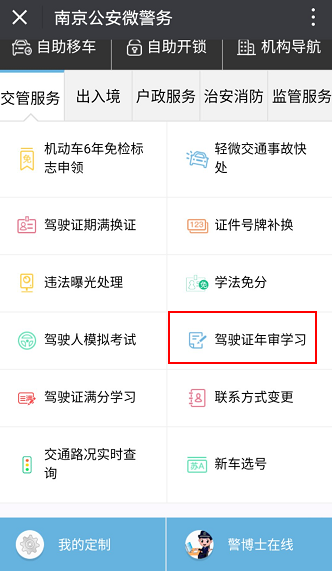 南京公安微警务
自助移车
自助开锁
机构导航
交管服务
出入境
户政服务
治安消防
监管服务
机动车6年免检标
志申领
轻微交通事故快
处
驾驶证期满换证
证件号牌补换
违法曝光处理
学法免分
驾驶人模拟考试
驾驶证年审学习
驾驶证满分学习
联系方式变更
交通路况实时查
询
新车选号
我的定制
警博士在线